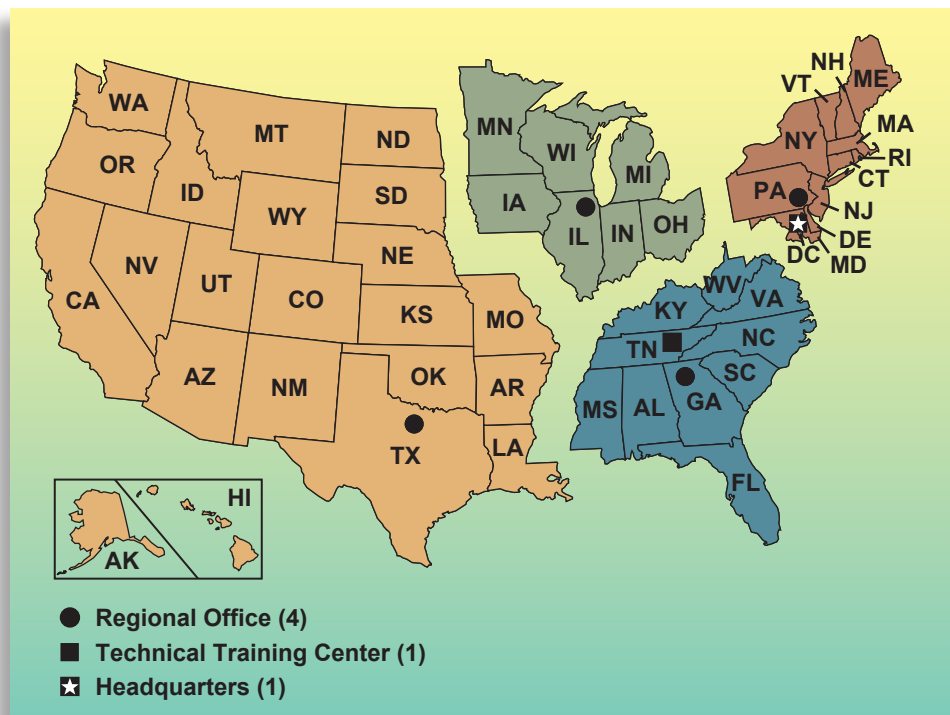 WA
OR
CA
NV
ID
MT
WY
UT
AZ
CO
NM
ND
SD
NE
KS
OK
TX
MO
AR
LA
AK
HI
MN
IA
WI
IL
MI
IN
OH
NH
VT
ME
NY
MA
RI
CT
PA
NJ
DE
MD
DC
WV
VA
KY
TN
NC
SC
MS
AL
GA
FL
Regional Office (4)
Technical Training Center (1)
Headquarters (1)